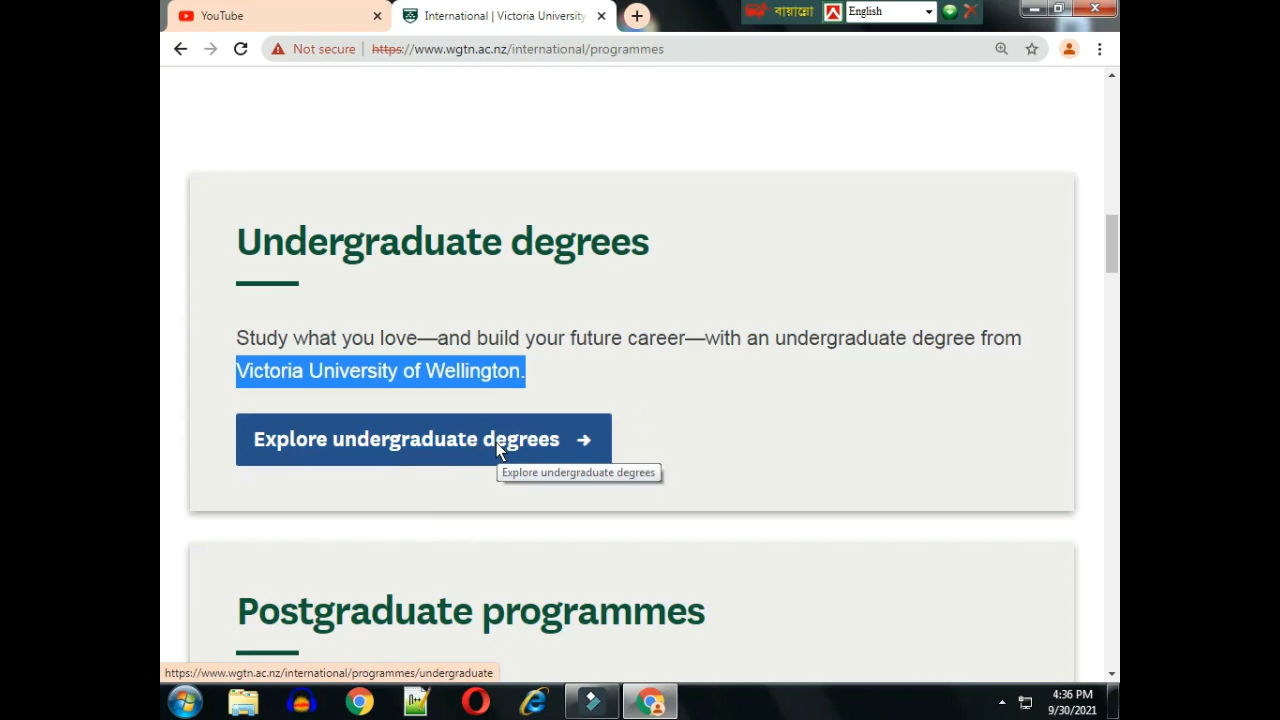 YouTube
International | Victoria University
বায়ান্নো
English
Not secure
https://www.wgtn.ac.nz/international/programmes
Undergraduate degrees
Study what you love—and build your future career—with an undergraduate degree from
Victoria University of Wellington.
Explore undergraduate degrees
Explore undergraduate degrees
Postgraduate programmes
https://www.wgtn.ac.nz/international/programmes/undergraduate
4:36 PM
9/30/2021